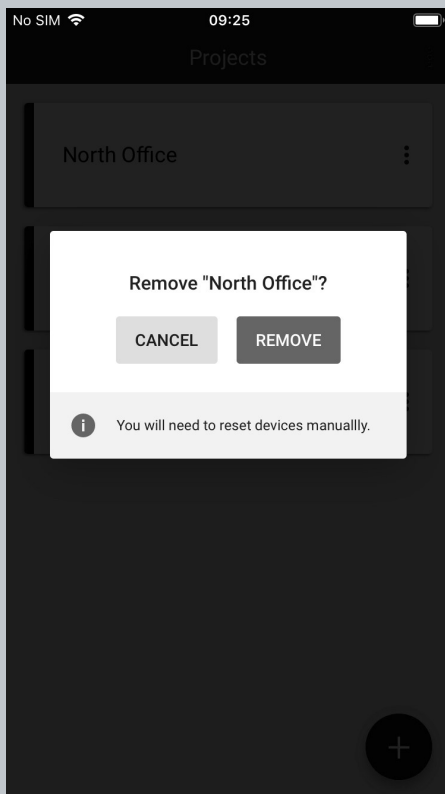 No SIM 09:25
Projects
North Office
Remove "North Office"?
CANCEL REMOVE
You will need to reset devices manuallly.